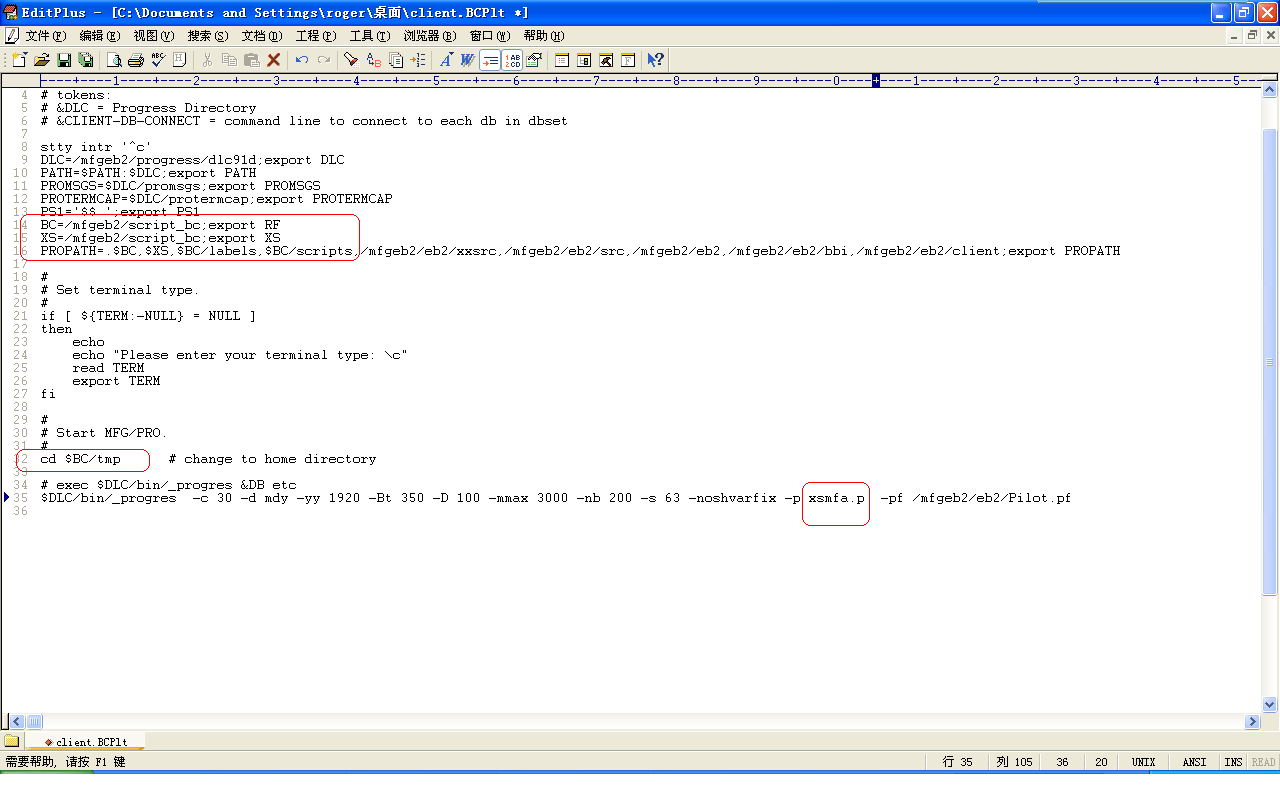 EditPlus - [C:\Documents and Settings\roger\桌面\client.BCPlt *]
文件(F) 编辑(E) 视图(V) 搜索(S) 文档(D) 工程(P) 工具(T) 浏览器(B) 窗口(W) 帮助(H)
----+----1----+----2----+----3----+----4----+----5----+----6----+----7----+----8----+----9----+----0----+----1----+----2----+----3----+----4----+----5--
4 # tokens:
5 # &DLC = Progress Directory
6 # &CLIENT-DB-CONNECT = command line to connect to each db in dbset
7
8 stty intr '^c'
9 DLC=/mfgeb2/progress/dlc91d;export DLC
10 PATH=$PATH:$DLC;export PATH
11 PROMSGS=$DLC/promsgs;export PROMSGS
12 PROTERMCAP=$DLC/protermcap;export PROTERMCAP
13 PS1='$$ ';export PS1
14 BC=/mfgeb2/script_bc;export RF
15 XS=/mfgeb2/script_bc;export XS
16 PROPATH=.$BC,$XS,$BC/labels,$BC/scripts,/mfgeb2/eb2/xxsrc,/mfgeb2/eb2/src,/mfgeb2/eb2,/mfgeb2/eb2/bbi,/mfgeb2/eb2/client;export PROPATH
17
18 #
19 # Set terminal type.
20 #
21 if [ ${TERM:-NULL} = NULL ]
22 then
23     echo
24     echo "Please enter your terminal type: \c"
25     read TERM
26     export TERM
27 fi
28
29 #
30 # Start MFG/PRO.
31 #
32 cd $BC/tmp      # change to home directory
33
34 # exec $DLC/bin/_progres &DB etc
35 $DLC/bin/_progres  -c 30 -d mdy -yy 1920 -Bt 350 -D 100 -mmax 3000 -nb 200 -s 63 -noshvarfix -p xsmfa.p  -pf /mfgeb2/eb2/Pilot.pf
36
client.BCPlt
需要帮助, 请按 F1 键 行 35 列 105 36 20 UNIX ANSI INS READ